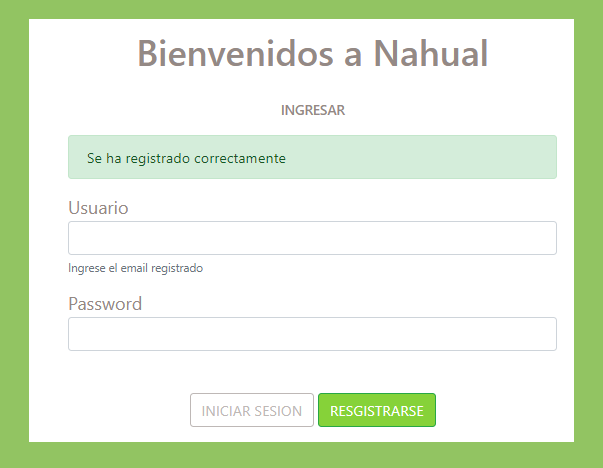 Bienvenidos a Nahual
INGRESAR
Se ha registrado correctamente
Usuario
Ingrese el email registrado
Password
INICIAR SESION RESGISTRARSE